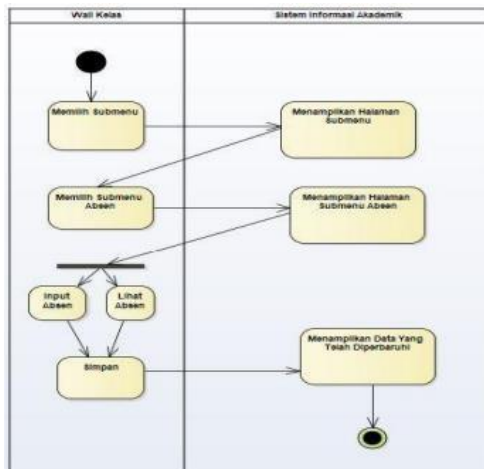 Wali Kelas
Sistem Informasi Akademik
Memilih Submenu
Menampilkan Halaman
Submenu
Memilih Submenu
Absen
Menampilkan Halaman
Submenu Absen
Input
Absen
Lihat
Absen
Simpan
Menampilkan Data Yang
Telah Diperbaruhi